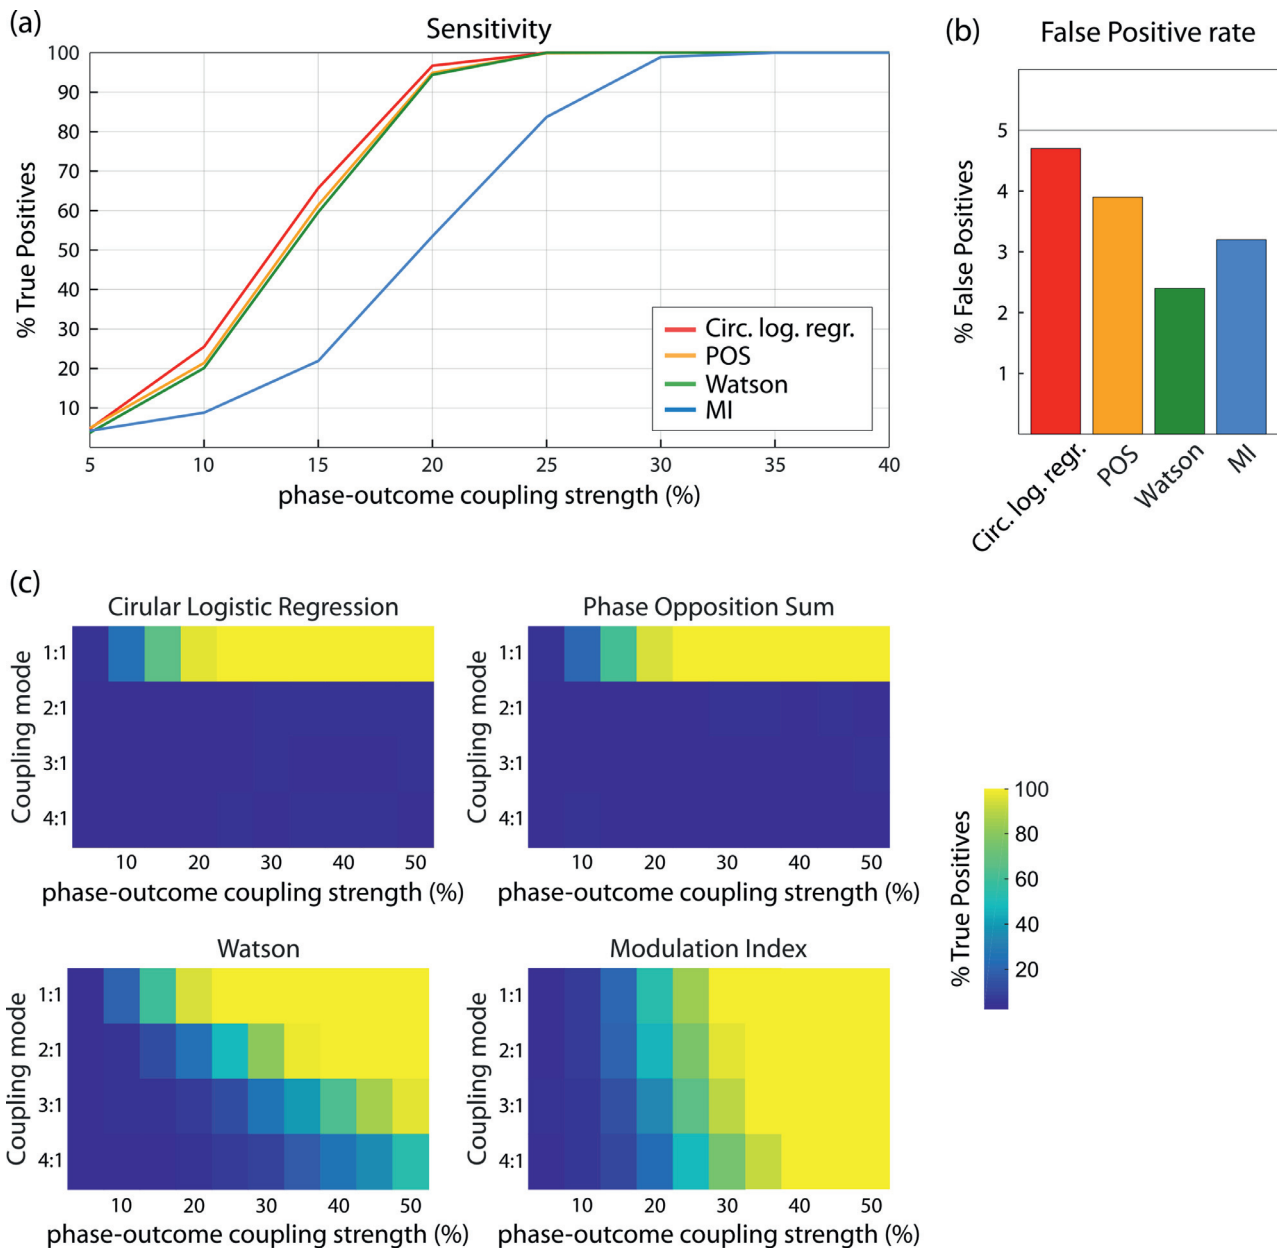 (a)
Sensitivity
100
90
80
70
60
50
40
30
20
10
% True Positives
5 10 15 20 25 30 35 40
phase-outcome coupling strength (%)
Circ. log. regr.
POS
Watson
MI
(b)
False Positive rate
5
4
3
2
1
% False Positives
Circ. log. regr.
POS
Watson
MI
(c)
Cirular Logistic Regression
Coupling mode
1:1
2:1
3:1
4:1
10 20 30 40 50
phase-outcome coupling strength (%)
Phase Opposition Sum
Coupling mode
1:1
2:1
3:1
4:1
10 20 30 40 50
phase-outcome coupling strength (%)
% True Positives
100
80
60
40
20
Watson
Coupling mode
1:1
2:1
3:1
4:1
10 20 30 40 50
phase-outcome coupling strength (%)
Modulation Index
Coupling mode
1:1
2:1
3:1
4:1
10 20 30 40 50
phase-outcome coupling strength (%)